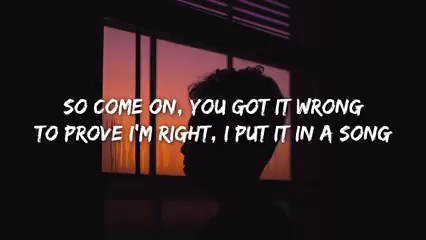 SO COME ON, YOU GOT IT WRONG
TO PROVE I'M RIGHT, I PUT IT IN A SONG